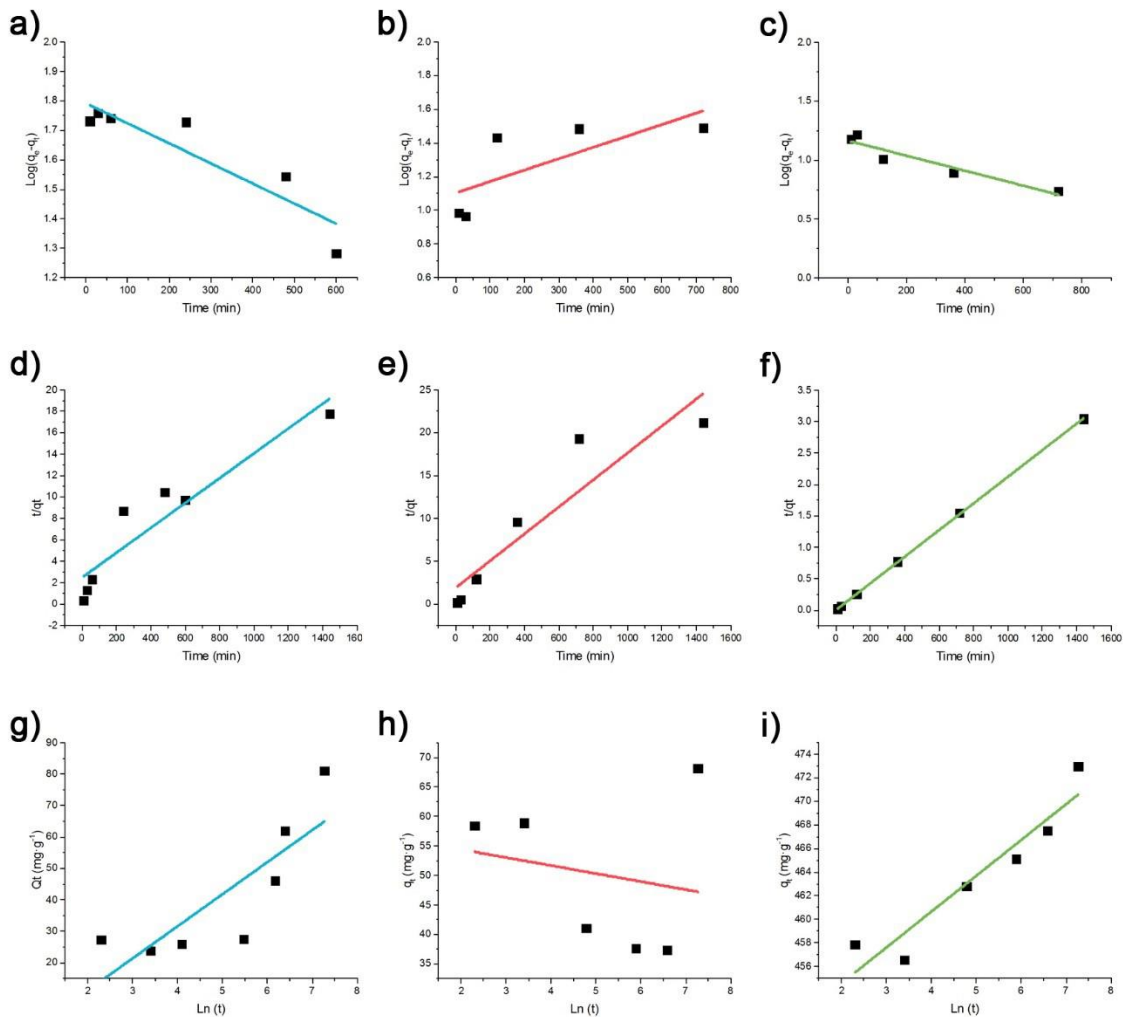 a)
b)
c)
2.0
1.9
1.8
1.7
1.6
1.5
1.4
1.3
1.2
Log(qe-qt)
0 100 200 300 400 500 600
Time (min)
2.0
1.8
1.6
1.4
1.2
1.0
0.8
0.6
Log(qe-qt)
0 100 200 300 400 500 600 700 800
Time (min)
2.0
1.5
1.0
0.5
0.0
Log(qe-qt)
0 200 400 600 800
Time (min)
d)
e)
f)
20
18
16
14
12
10
8
6
4
2
0
-2
t/qt
0 200 400 600 800 1000 1200 1400 160
Time (min)
25
20
15
10
5
0
t/qt
0 200 400 600 800 1000 1200 1400 1600
Time (min)
3.5
3.0
2.5
2.0
1.5
1.0
0.5
0.0
t/qt
0 200 400 600 800 1000 1200 1400 1600
Time (min)
g)
h)
i)
90
80
70
60
50
40
30
20
Qt (mg·g-1)
2 3 4 5 6 7 8
Ln (t)
70
65
60
55
50
45
40
35
qt (mg·g-1)
2 3 4 5 6 7 8
Ln (t)
474
472
470
468
466
464
462
460
458
456
qt (mg·g-1)
2 3 4 5 6 7 8
Ln (t)